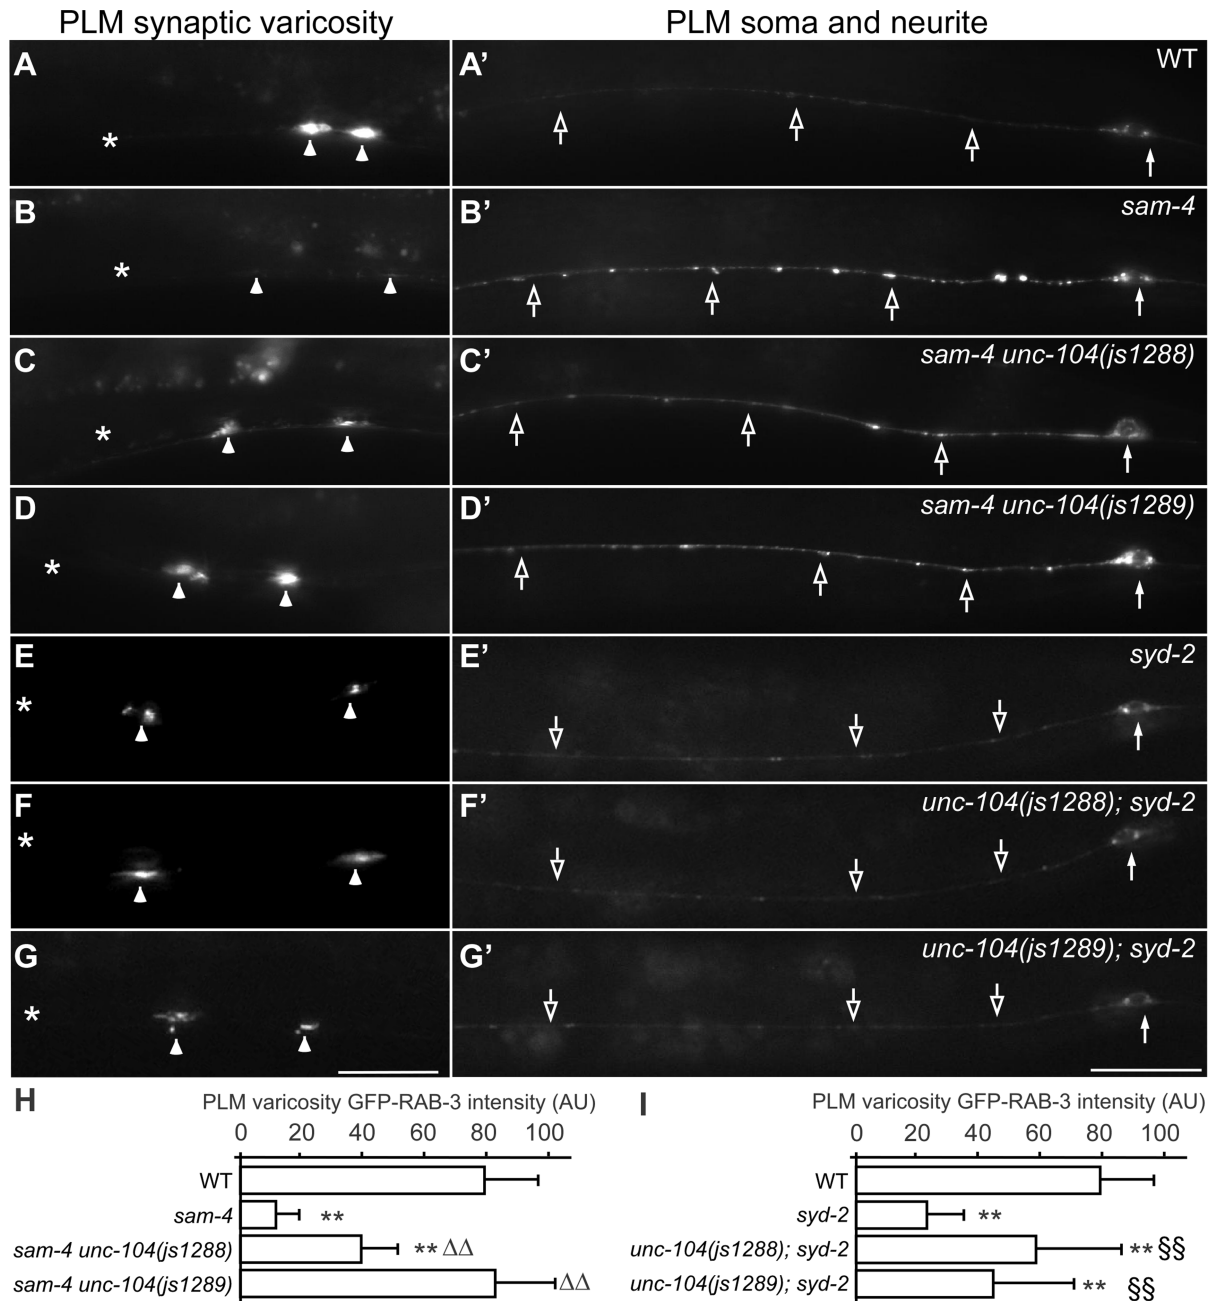 PLM synaptic varicosity
PLM soma and neurite
A
*
A’
WT
B
*
B’
sam-4
C
*
C’
sam-4 unc-104(js1288)
D
*
D’
sam-4 unc-104(js1289)
E
*
E’
syd-2
F
*
F’
unc-104(js1288); syd-2
G
*
G’
unc-104(js1289); syd-2
H
PLM varicosity GFP-RAB-3 intensity (AU)
0 20 40 60 80 100
WT
sam-4 **
sam-4 unc-104(js1288) ** ΔΔ
sam-4 unc-104(js1289) ΔΔ
I
PLM varicosity GFP-RAB-3 intensity (AU)
0 20 40 60 80 100
WT
syd-2 **
unc-104(js1288); syd-2 ** §§
unc-104(js1289); syd-2 ** §§